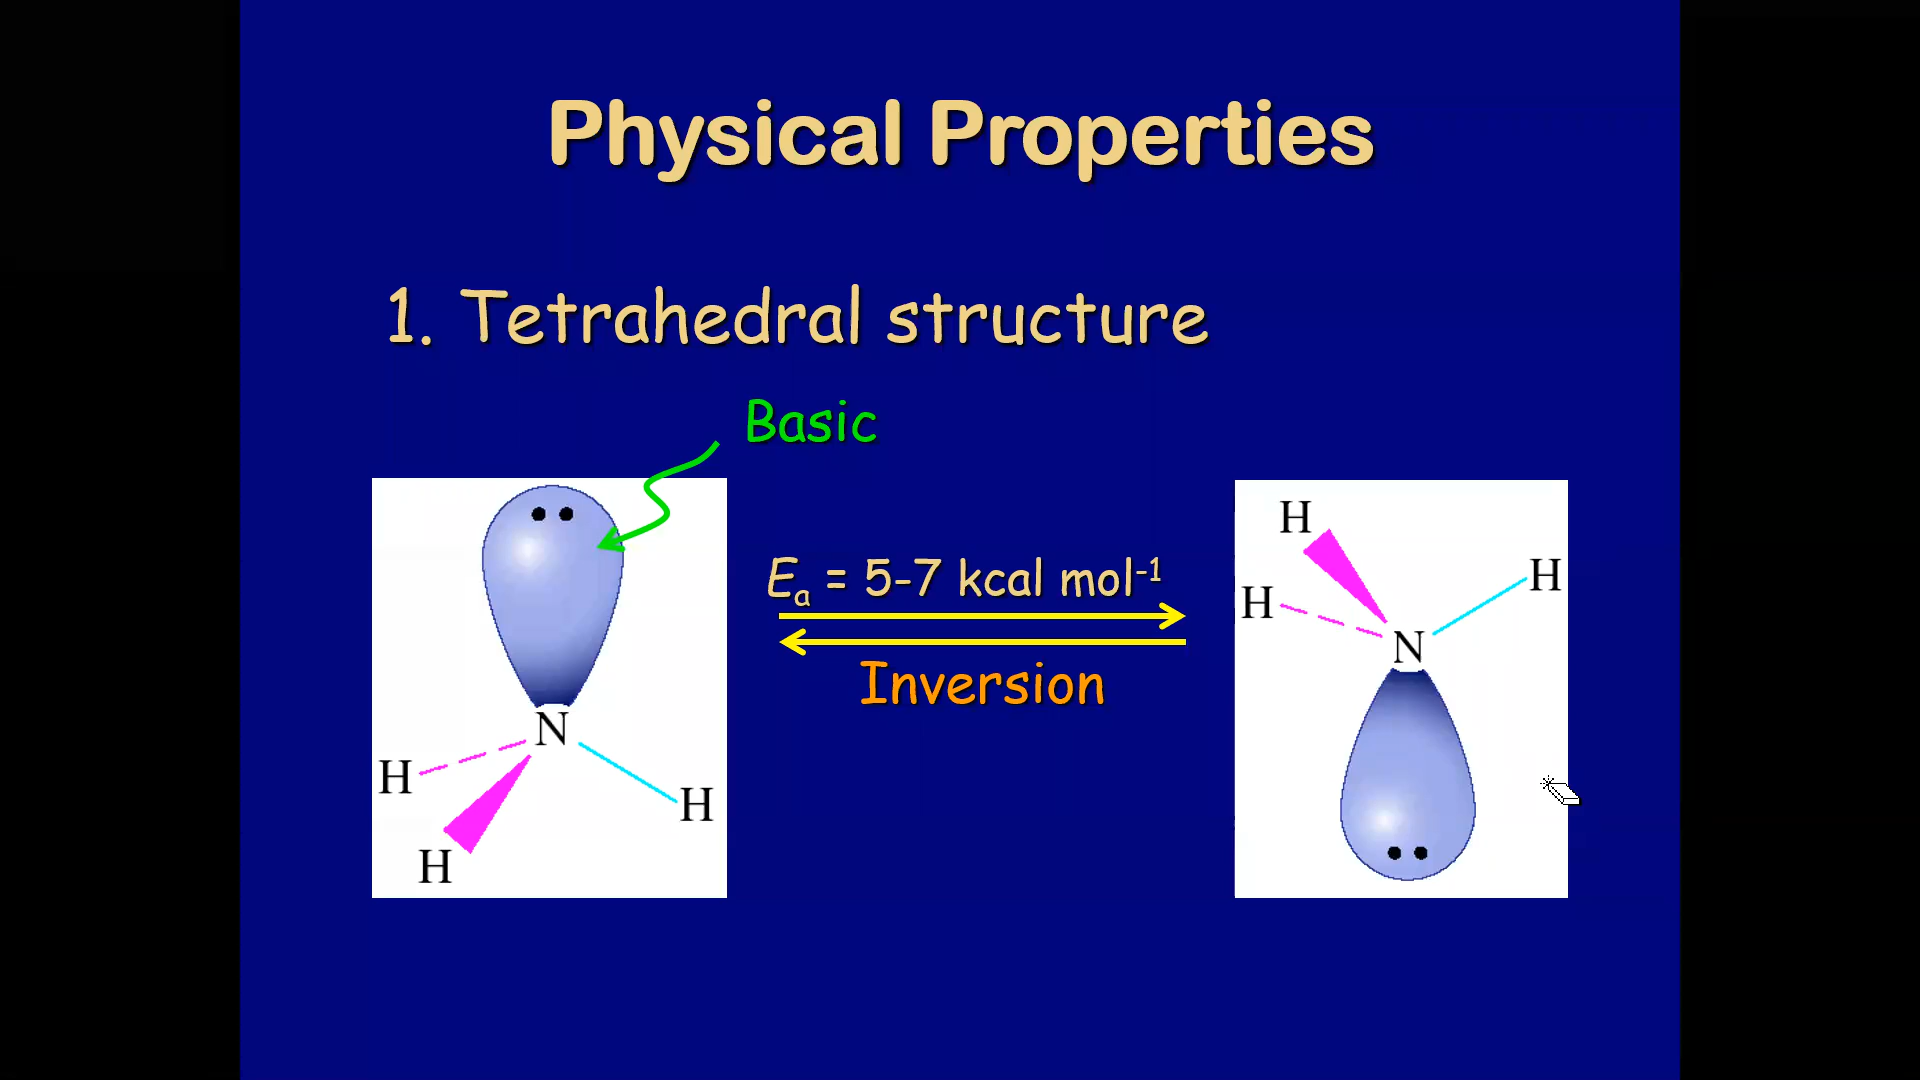 Physical Properties
1. Tetrahedral structure
Basic
Eₐ = 5-7 kcal mol⁻¹
Inversion
N
H
H
H
H
H
H
N